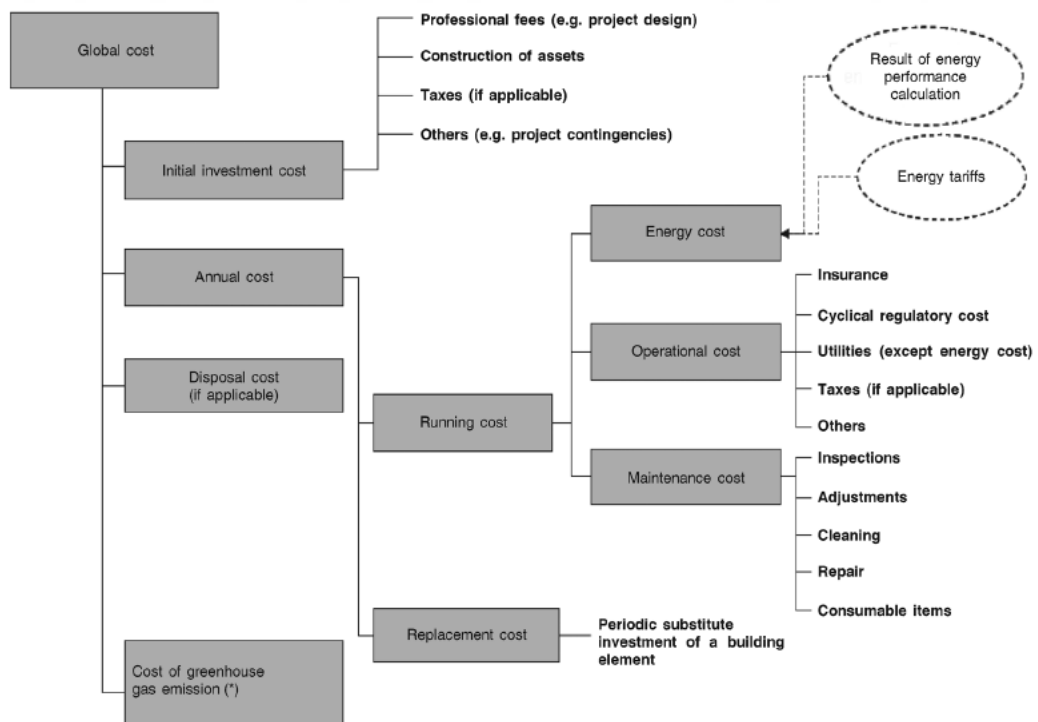 Global cost
Professional fees (e.g. project design)
Construction of assets
Taxes (if applicable)
Others (e.g. project contingencies)
Initial investment cost
Result of energy
performance
calculation
Energy tariffs
Energy cost
Annual cost
Insurance
Cyclical regulatory cost
Operational cost
Utilities (except energy cost)
Taxes (if applicable)
Others
Disposal cost
(if applicable)
Running cost
Maintenance cost
Inspections
Adjustments
Cleaning
Repair
Consumable items
Replacement cost
Periodic substitute
investment of a building
element
Cost of greenhouse
gas emission (*)